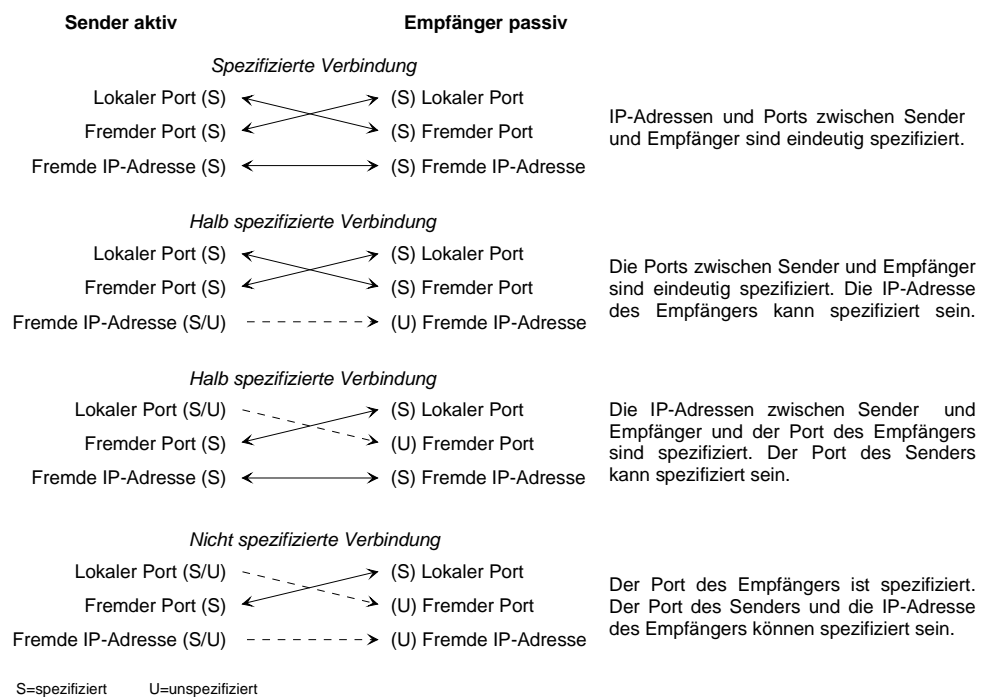 Sender aktiv Empfänger passiv
Spezifizierte Verbindung
Lokaler Port (S) (S) Lokaler Port
Fremder Port (S) (S) Fremder Port
Fremde IP-Adresse (S) (S) Fremde IP-Adresse
IP-Adressen und Ports zwischen Sender
und Empfänger sind eindeutig spezifiziert.
Halb spezifizierte Verbindung
Lokaler Port (S) (S) Lokaler Port
Fremder Port (S) (S) Fremder Port
Fremde IP-Adresse (S/U) (U) Fremde IP-Adresse
Die Ports zwischen Sender und Empfänger
sind eindeutig spezifiziert. Die IP-Adresse
des Empfängers kann spezifiziert sein.
Halb spezifizierte Verbindung
Lokaler Port (S/U) (S) Lokaler Port
Fremder Port (S) (U) Fremder Port
Fremde IP-Adresse (S) (S) Fremde IP-Adresse
Die IP-Adressen zwischen Sender und
Empfänger und der Port des Empfängers
sind spezifiziert. Der Port des Senders
kann spezifiziert sein.
Nicht spezifizierte Verbindung
Lokaler Port (S/U) (S) Lokaler Port
Fremder Port (S) (U) Fremder Port
Fremde IP-Adresse (S/U) (U) Fremde IP-Adresse
Der Port des Empfängers ist spezifiziert.
Der Port des Senders und die IP-Adresse
des Empfängers können spezifiziert sein.
S=spezifiziert U=unspezifiziert